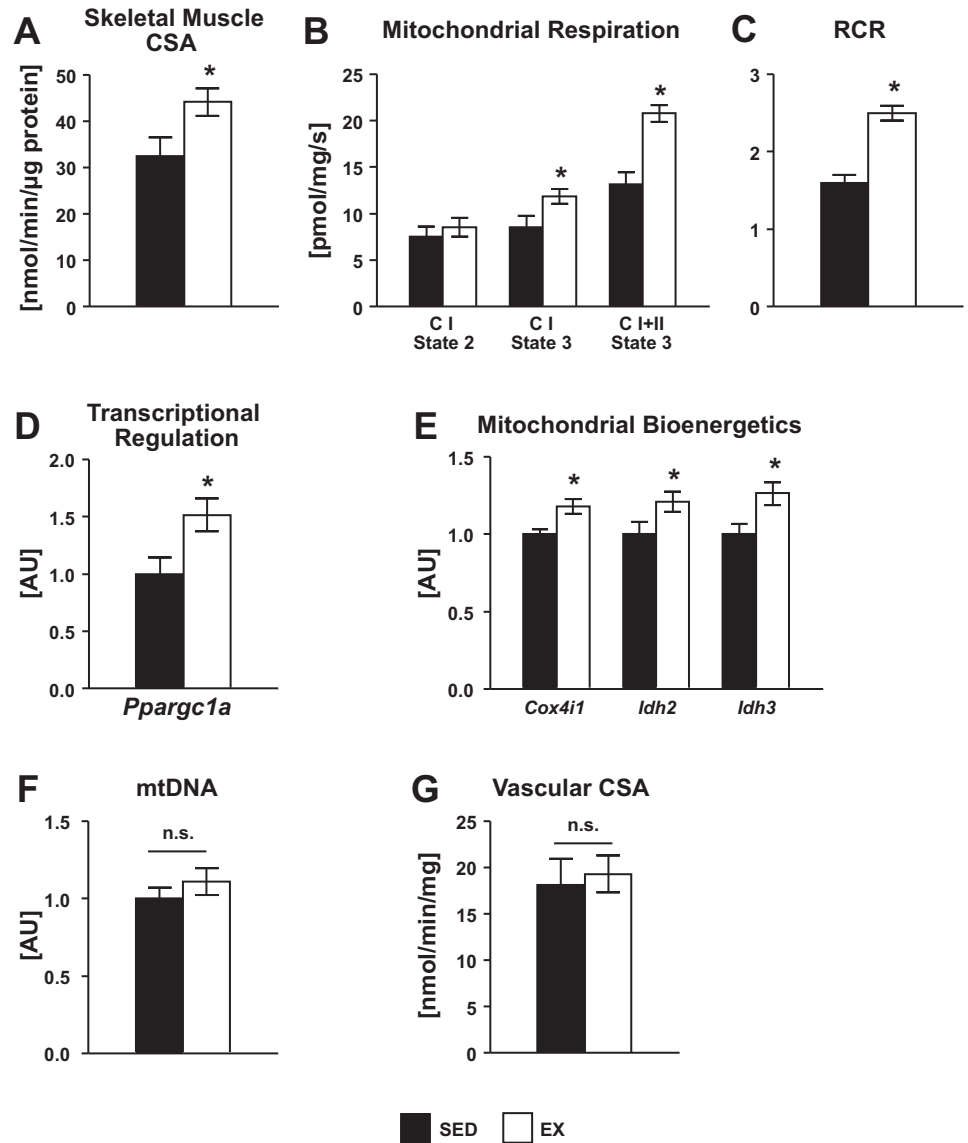 A
Skeletal Muscle
CSA
[nmol/min/µg protein]
50
40
30
20
10
0
*
B
Mitochondrial Respiration
[pmol/mg/s]
25
20
15
10
5
0
*
*
C I
State 2
C I
State 3
C I+II
State 3
C
RCR
3
2
1
0
*
D
Transcriptional
Regulation
[AU]
2.0
1.5
1.0
0.5
0.0
*
Ppargc1a
E
Mitochondrial Bioenergetics
[AU]
1.5
1.0
0.5
0.0
*
*
*
Cox4i1
Idh2
Idh3
F
mtDNA
[AU]
1.5
1.0
0.5
0.0
n.s.
G
Vascular CSA
[nmol/min/mg]
25
20
15
10
5
0
n.s.
SED
EX